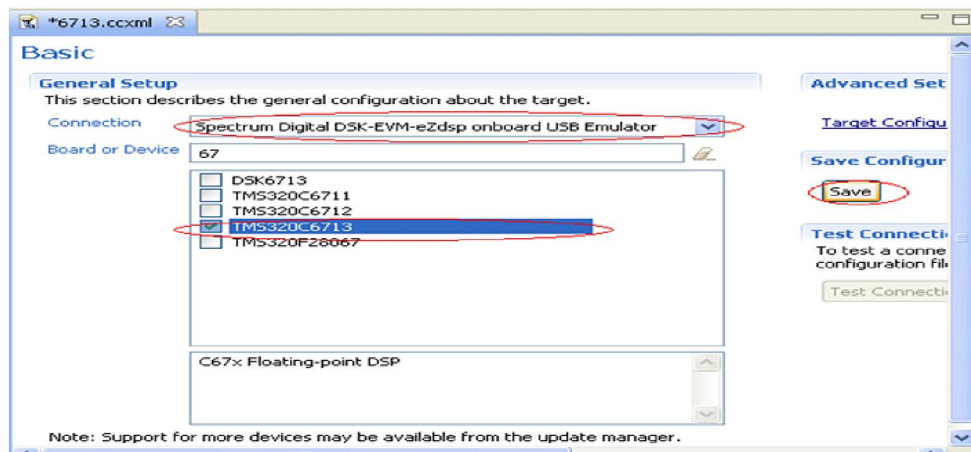 *6713.ccxml
Basic
General Setup
This section describes the general configuration about the target.
Connection
Spectrum Digital DSK-EVM-eZdsp onboard USB Emulator
Board or Device
67
DSK6713
TMS320C6711
TMS320C6712
TMS320C6713
TMS320F28067
C67x Floating-point DSP
Note: Support for more devices may be available from the update manager.
Advanced Set
Target Configu
Save Configur
Save
Test Connecti
To test a conne
configuration fil
Test Connecti